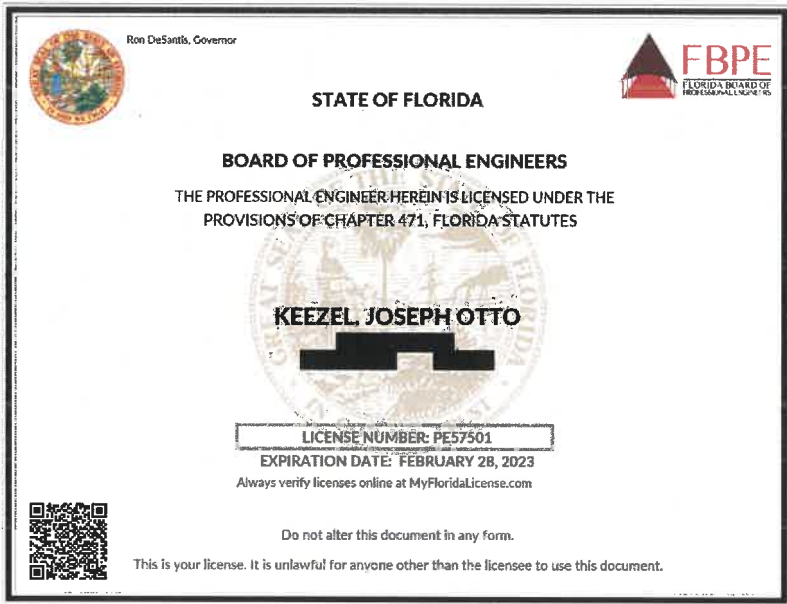 Ron DeSantis, Governor
FBPE
FLORIDA BOARD OF
PROFESSIONAL ENGINEERS
STATE OF FLORIDA
BOARD OF PROFESSIONAL ENGINEERS
THE PROFESSIONAL ENGINEER HEREIN IS LICENSED UNDER THE
PROVISIONS OF CHAPTER 471, FLORIDA STATUTES
KEEZEL, JOSEPH OTTO
LICENSE NUMBER: PE57501
EXPIRATION DATE: FEBRUARY 28, 2023
Always verify licenses online at MyFloridaLicense.com
Do not alter this document in any form.
This is your license. It is unlawful for anyone other than the licensee to use this document.